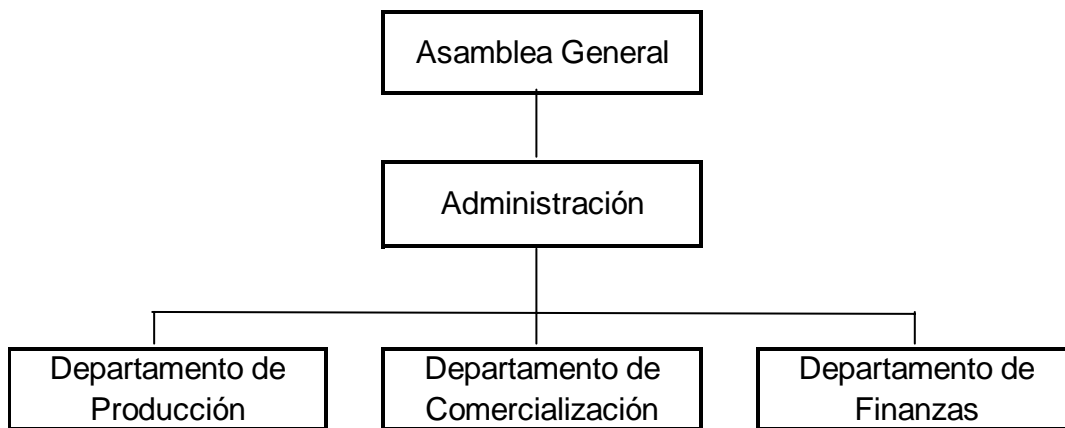 Asamblea General
Administración
Departamento de
Producción
Departamento de
Comercialización
Departamento de
Finanzas